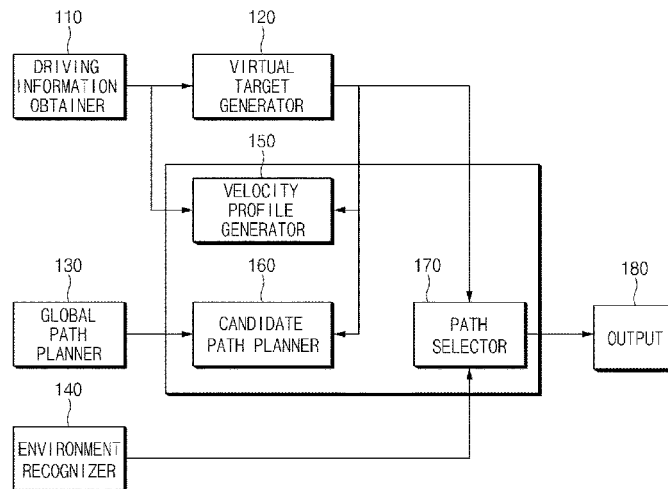 110
DRIVING
INFORMATION
OBTAINER
120
VIRTUAL
TARGET
GENERATOR
150
VELOCITY
PROFILE
GENERATOR
130
GLOBAL
PATH
PLANNER
160
CANDIDATE
PATH PLANNER
170
PATH
SELECTOR
180
OUTPUT
140
ENVIRONMENT
RECOGNIZER